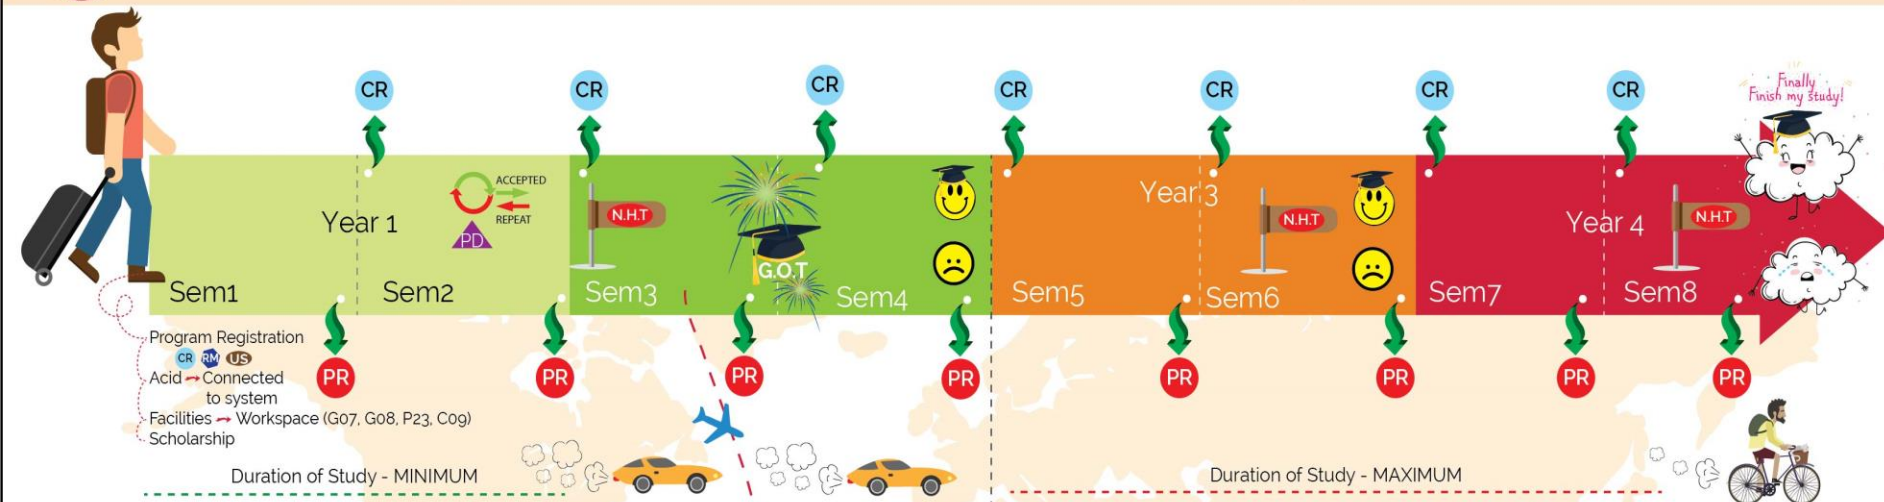 Finally
Finish my study!
CR
CR
CR
CR
CR
CR
CR
ACCEPTED
REPEAT
PD
Year 1
N.H.T
G.O.T
Year 3
N.H.T
Year 4
N.H.T
Sem1
Sem2
Sem3
Sem4
Sem5
Sem6
Sem7
Sem8
PR
PR
PR
PR
PR
PR
PR
PR
Program Registration
CR RM US
Acid → Connected
to system
Facilities → Workspace (G07, G08, P23, C09)
Scholarship
Duration of Study - MINIMUM
Duration of Study - MAXIMUM